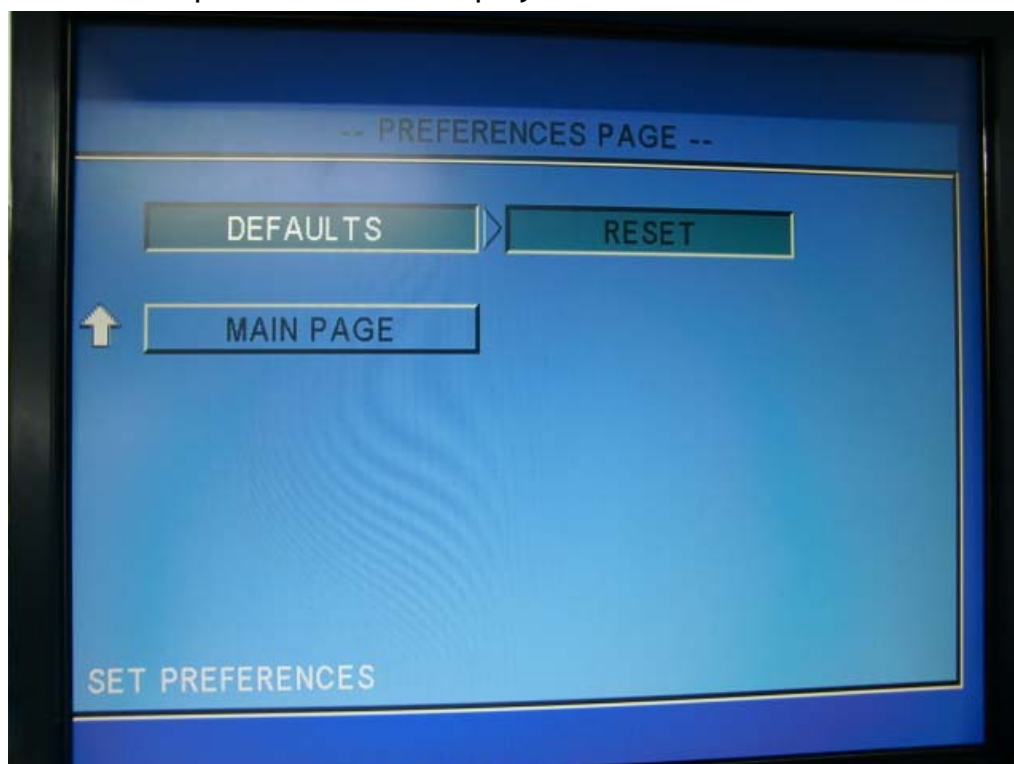 -- PREFERENCES PAGE --
DEFAULTS RESET
MAIN PAGE
SET PREFERENCES